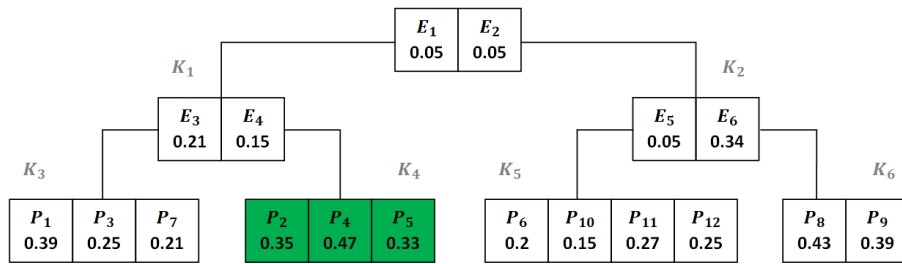 E₁ E₂
0.05 0.05
K₁ K₂
E₃ E₄ E₅ E₆
0.21 0.15 0.05 0.34
K₃ K₄ K₅ K₆
P₁ P₃ P₇ P₂ P₄ P₅ P₆ P₁₀ P₁₁ P₁₂ P₈ P₉
0.39 0.25 0.21 0.35 0.47 0.33 0.2 0.15 0.27 0.25 0.43 0.39